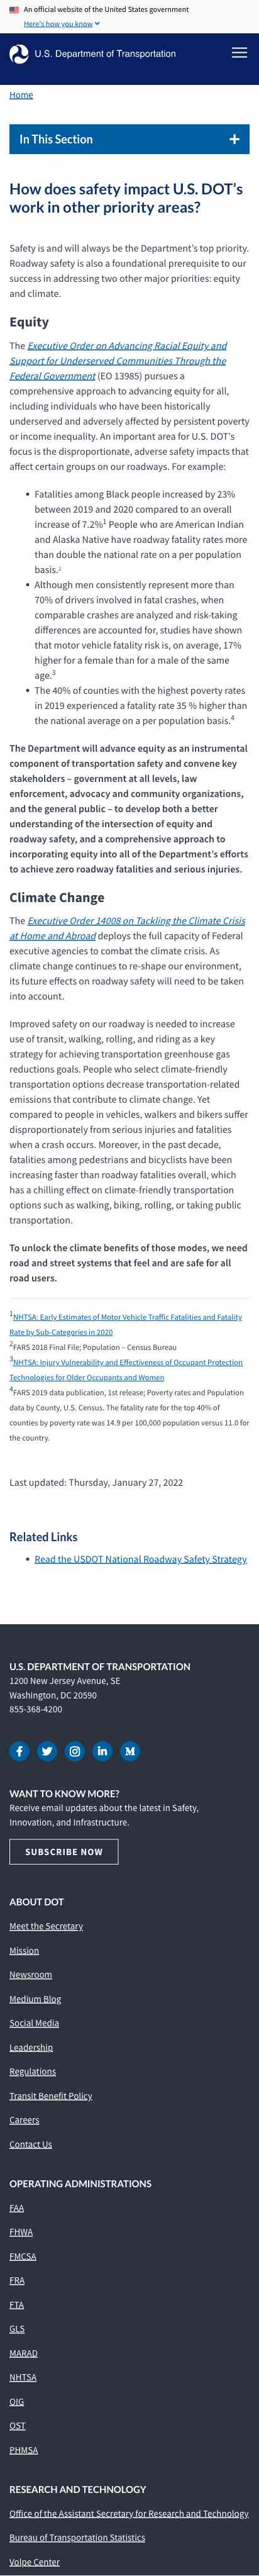 An official website of the United States government
Here's how you know
U.S. Department of Transportation
Home
In This Section
How does safety impact U.S. DOT’s
work in other priority areas?
Safety is and will always be the Department’s top priority.
Roadway safety is also a foundational prerequisite to our
success in addressing two other major priorities: equity
and climate.
Equity
The Executive Order on Advancing Racial Equity and
Support for Underserved Communities Through the
Federal Government (EO 13985) pursues a
comprehensive approach to advancing equity for all,
including individuals who have been historically
underserved and adversely affected by persistent poverty
or income inequality. An important area for U.S. DOT’s
focus is the disproportionate, adverse safety impacts that
affect certain groups on our roadways. For example:
• Fatalities among Black people increased by 23%
between 2019 and 2020 compared to an overall
increase of 7.2%1 People who are American Indian
and Alaska Native have roadway fatality rates more
than double the national rate on a per population
basis.2
• Although men consistently represent more than
70% of drivers involved in fatal crashes, when
comparable crashes are analyzed and risk-taking
differences are accounted for, studies have shown
that motor vehicle fatality risk is, on average, 17%
higher for a female than for a male of the same
age.3
• The 40% of counties with the highest poverty rates
in 2019 experienced a fatality rate 35 % higher than
the national average on a per population basis.4
The Department will advance equity as an instrumental
component of transportation safety and convene key
stakeholders – government at all levels, law
enforcement, advocacy and community organizations,
and the general public – to develop both a better
understanding of the intersection of equity and
roadway safety, and a comprehensive approach to
incorporating equity into all of the Department’s efforts
to achieve zero roadway fatalities and serious injuries.
Climate Change
The Executive Order 14008 on Tackling the Climate Crisis
at Home and Abroad deploys the full capacity of Federal
executive agencies to combat the climate crisis. As
climate change continues to re-shape our environment,
its future effects on roadway safety will need to be taken
into account.
Improved safety on our roadway is needed to increase
use of transit, walking, rolling, and riding as a key
strategy for achieving transportation greenhouse gas
reductions goals. People who select climate-friendly
transportation options decrease transportation-related
emissions that contribute to climate change. Yet
compared to people in vehicles, walkers and bikers suffer
disproportionately from serious injuries and fatalities
when a crash occurs. Moreover, in the past decade,
fatalities among pedestrians and bicyclists have been
increasing faster than roadway fatalities overall, which
has a chilling effect on climate-friendly transportation
options such as walking, biking, rolling, or taking public
transportation.
To unlock the climate benefits of those modes, we need
road and street systems that feel and are safe for all
road users.
1NHTSA: Early Estimates of Motor Vehicle Traffic Fatalities and Fatality
Rate by Sub-Categories in 2020
2FARS 2018 Final File; Population – Census Bureau
3NHTSA: Injury Vulnerability and Effectiveness of Occupant Protection
Technologies for Older Occupants and Women
4FARS 2019 data publication, 1st release; Poverty rates and Population
data by County, U.S. Census. The fatality rate for the top 40% of
counties by poverty rate was 14.9 per 100,000 population versus 11.0 for
the country.
Last updated: Thursday, January 27, 2022
Related Links
• Read the USDOT National Roadway Safety Strategy
U.S. DEPARTMENT OF TRANSPORTATION
1200 New Jersey Avenue, SE
Washington, DC 20590
855-368-4200
WANT TO KNOW MORE?
Receive email updates about the latest in Safety,
Innovation, and Infrastructure.
SUBSCRIBE NOW
ABOUT DOT
Meet the Secretary
Mission
Newsroom
Medium Blog
Social Media
Leadership
Regulations
Transit Benefit Policy
Careers
Contact Us
OPERATING ADMINISTRATIONS
FAA
FHWA
FMCSA
FRA
FTA
GLS
MARAD
NHTSA
OIG
OST
PHMSA
RESEARCH AND TECHNOLOGY
Office of the Assistant Secretary for Research and Technology
Bureau of Transportation Statistics
Volpe Center